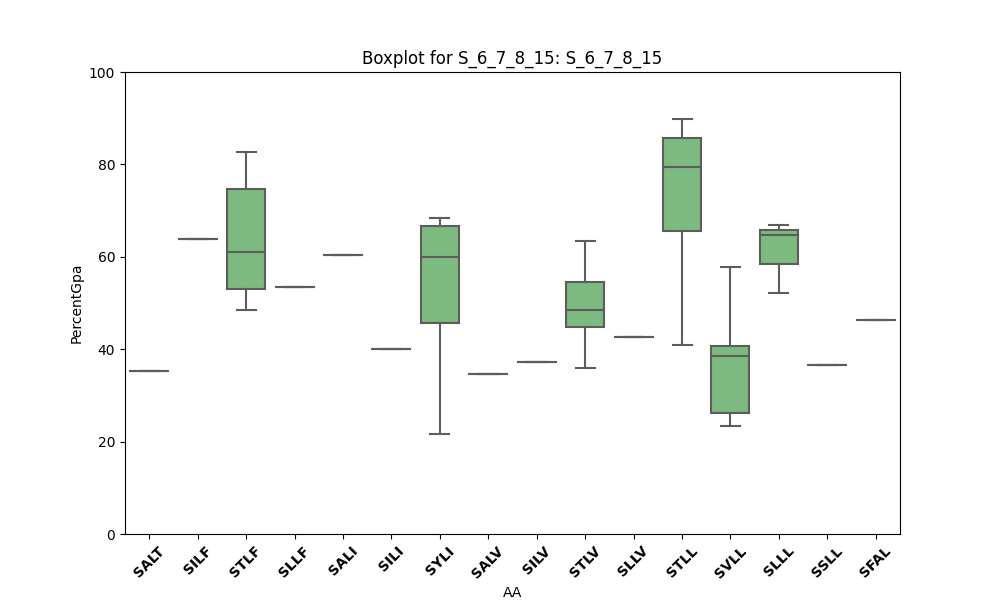 Boxplot for S_6_7_8_15: S_6_7_8_15
PercentGpa
100
80
60
40
20
0
SALT SILF STLF SLLF SALI SILI SYLI SALV SILV STLV SLLV STLL SVLL SLLL SSLL SFAL
AA